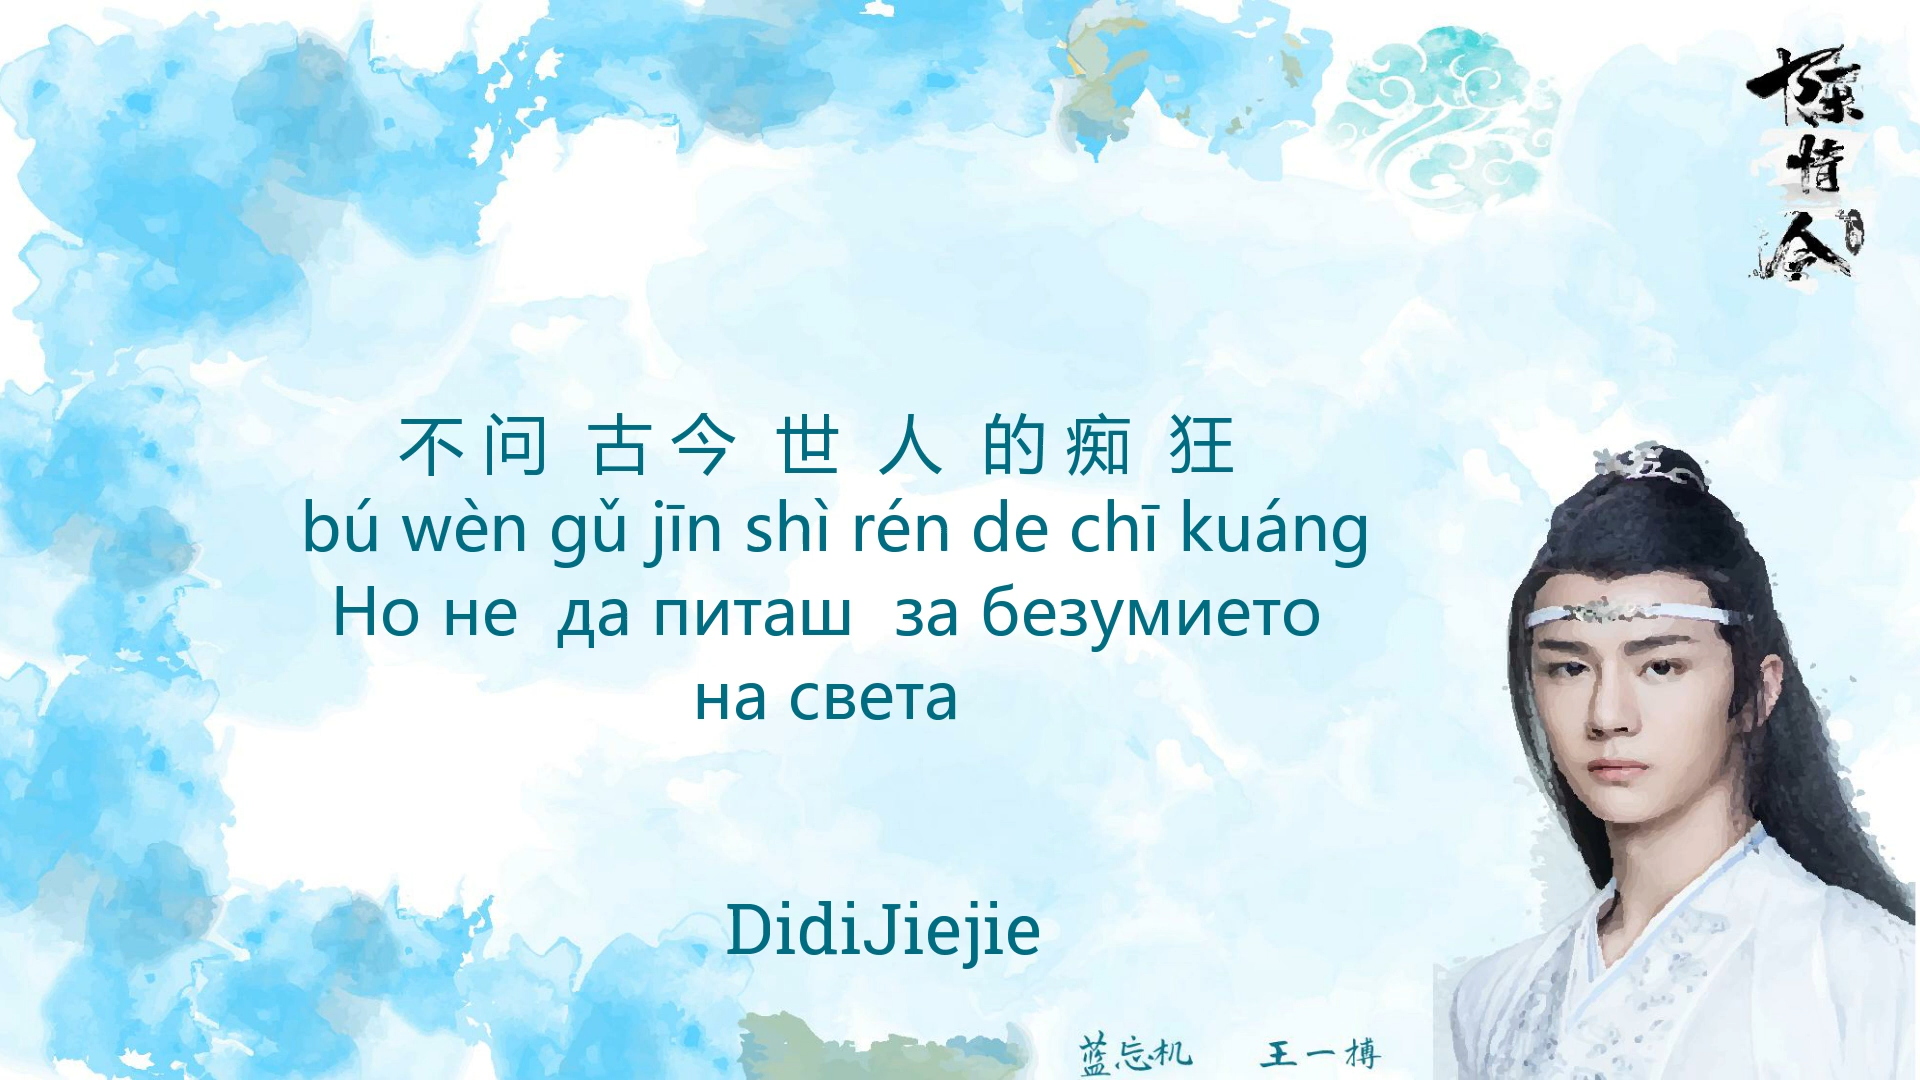 陈情令
不 问 古 今 世 人 的 痴 狂
bú wèn gǔ jīn shì rén de chī kuáng
Но не да питаш за безумието
на света
DidiJiejie
蓝忘机 王一搏